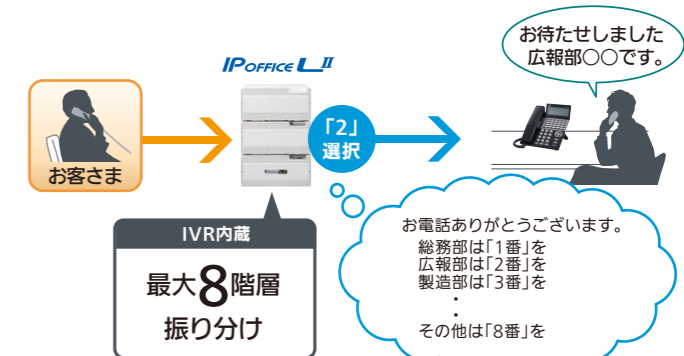 お待たせしました
広報部○○です。
IPOFFICE LII
「2」
選択
お客さま
IVR内蔵
最大8階層
振り分け
お電話ありがとうございます。
総務部は「1番」を
広報部は「2番」を
製造部は「3番」を
・
・
その他は「8番」を